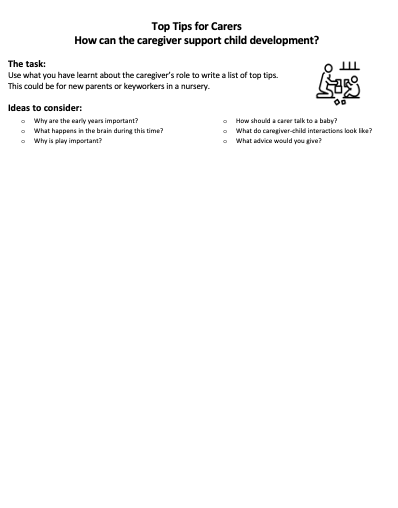 Top Tips for Carers
How can the caregiver support child development?
The task:
Use what you have learnt about the caregiver's role to write a list of top tips.
This could be for new parents or keyworkers in a nursery.
Ideas to consider:
o Why are the early years important?
o What happens in the brain during this time?
o Why is play important?
o How should a carer talk to a baby?
o What do caregiver-child interactions look like?
o What advice would you give?